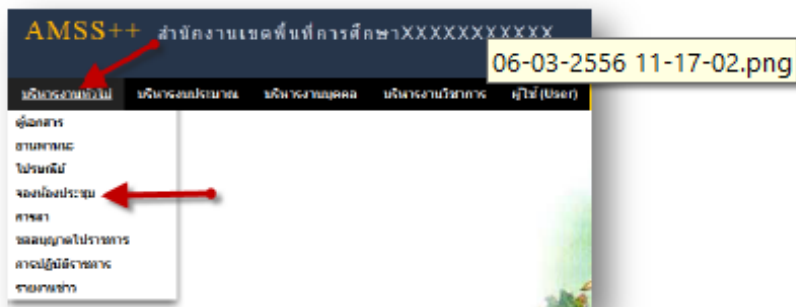 AMSS++ สำนักงานเขตพื้นที่การศึกษาXXXXXXXXXXX
06-03-2556 11-17-02.png
บริหารงานทั่วไป บริหารงบประมาณ บริหารงานบุคคล บริหารงานวิชาการ ผู้ใช้ (User)
ตู้เอกสาร
ยานพาหนะ
ไปรษณีย์
จองห้องประชุม
ขออนุญาตไปราชการ
การปฏิบัติราชการ
รายงานข่าว